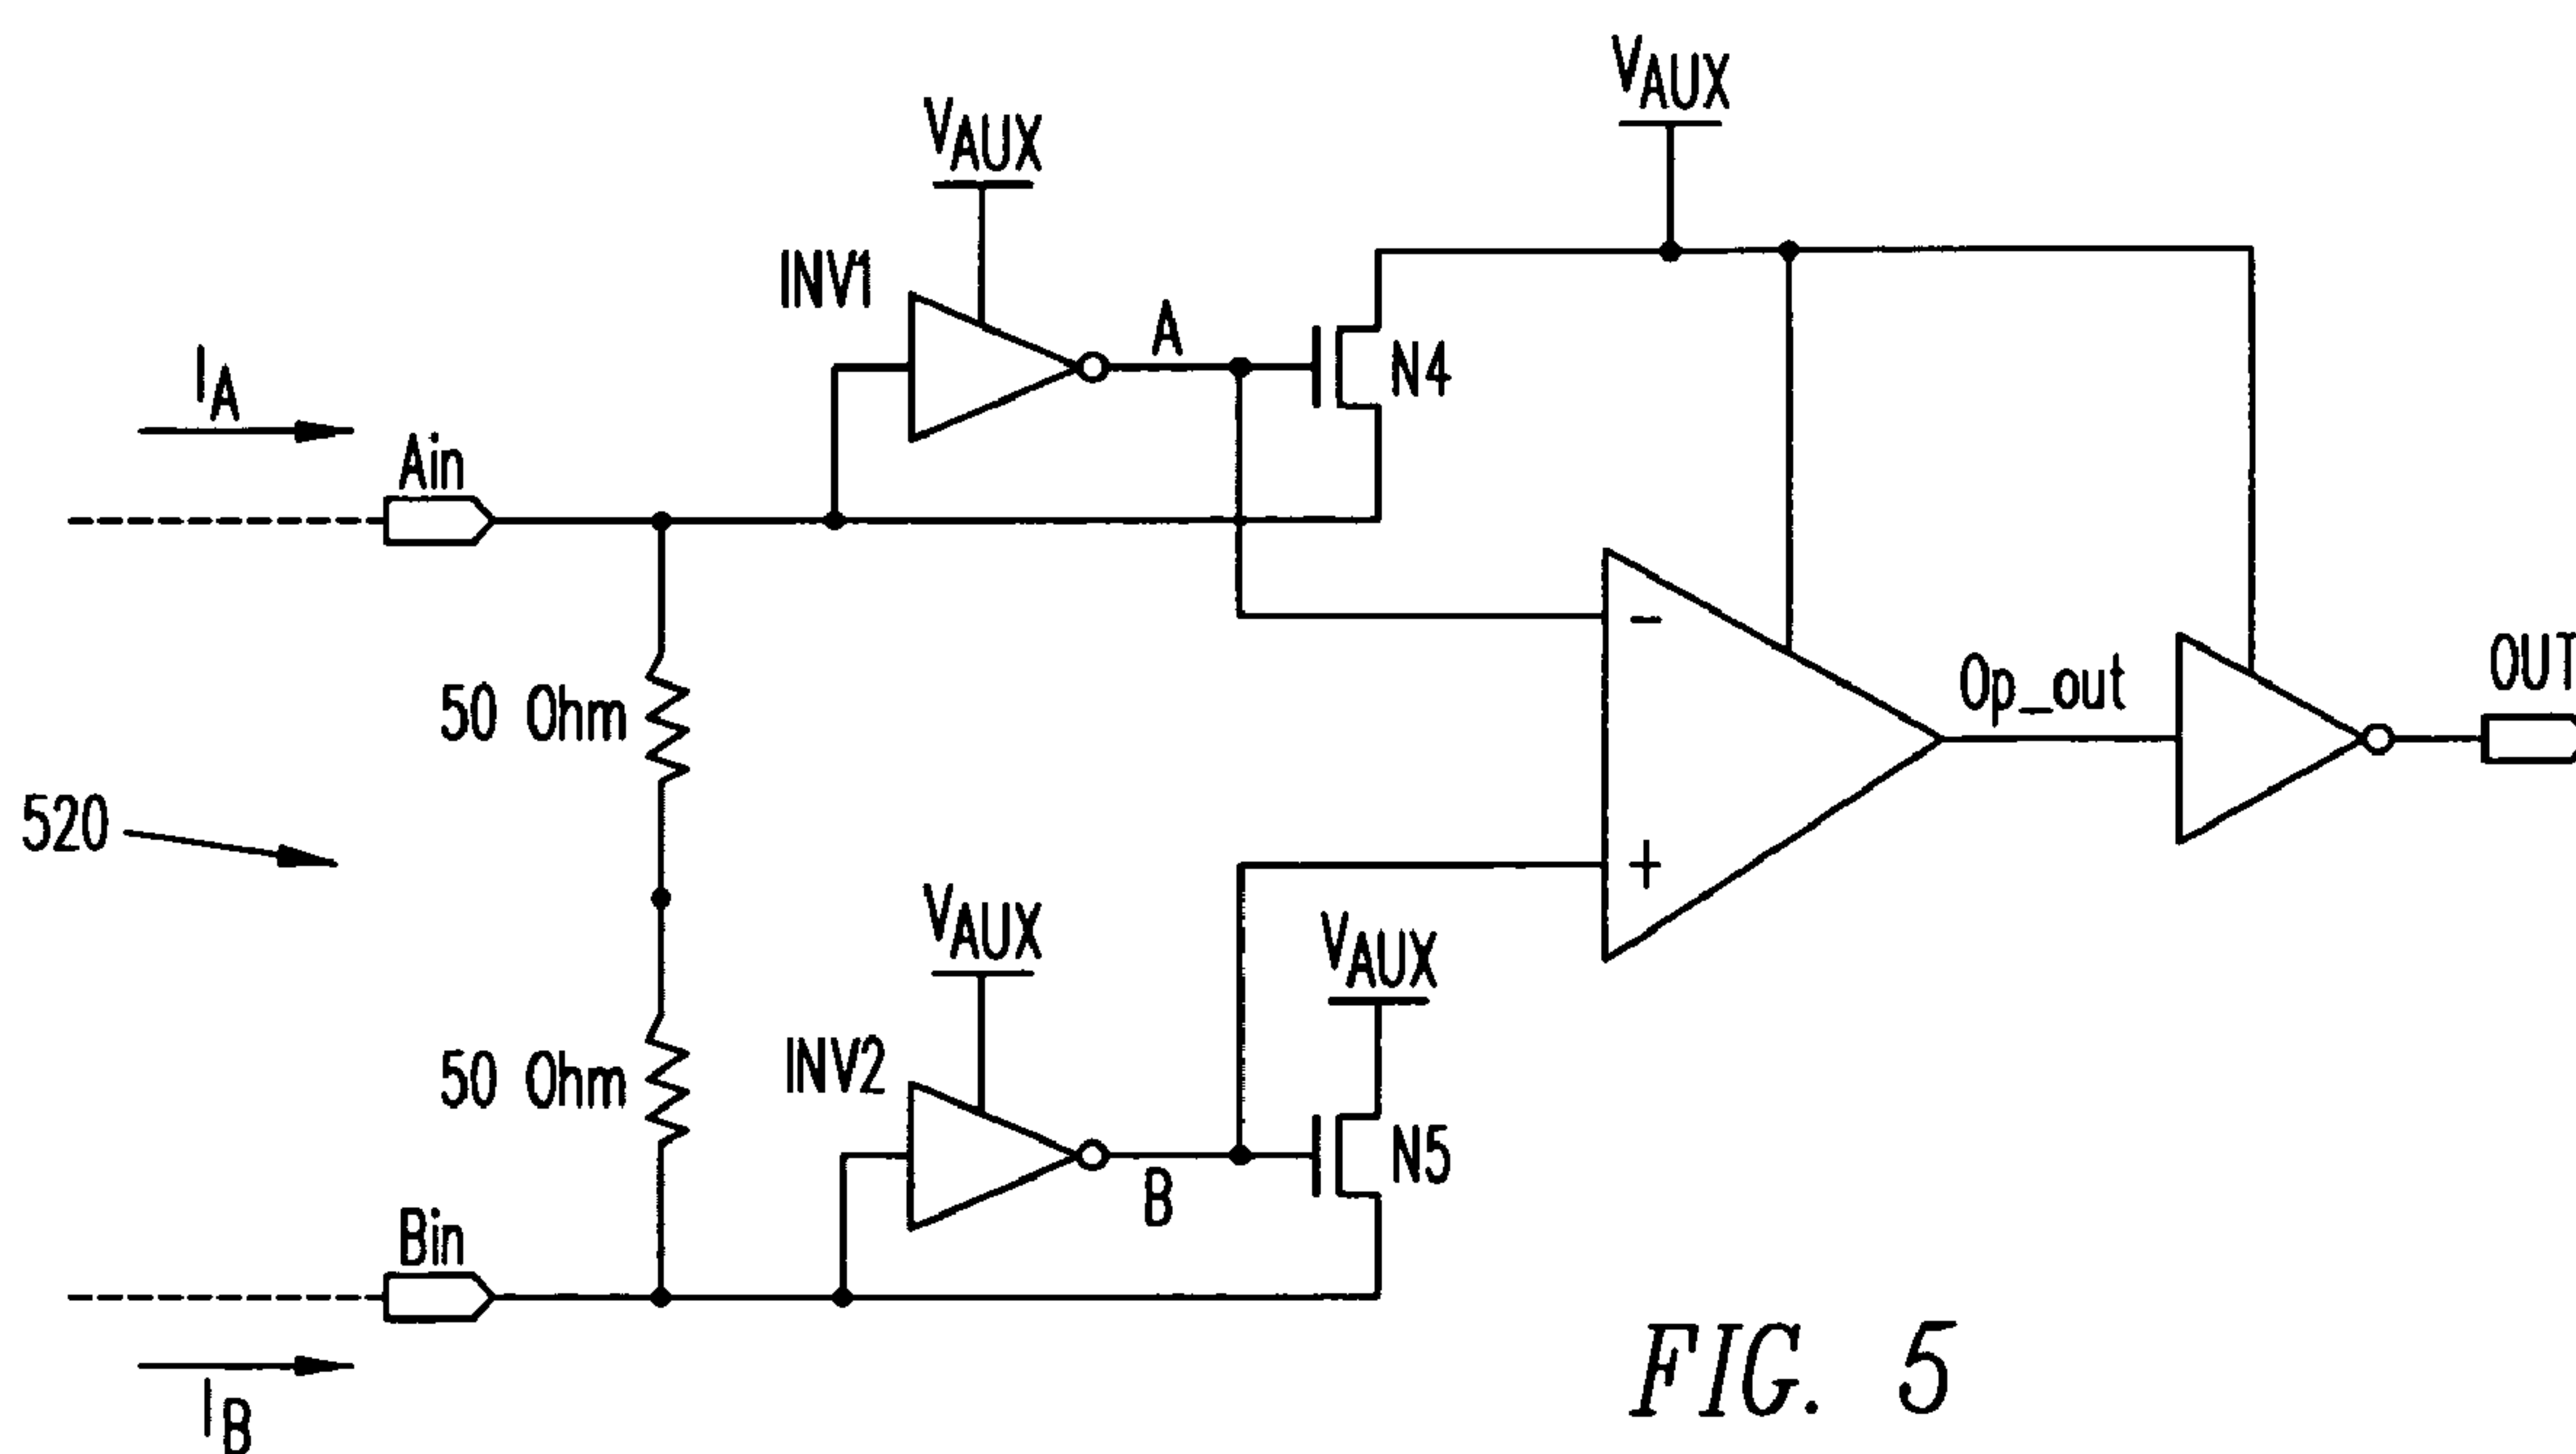 VAUX
VAUX
INV1
A
N4
IA
Ain
-
50 Ohm
Op_out
OUT
520
+
VAUX
VAUX
INV2
50 Ohm
B
N5
Bin
IB
FIG. 5